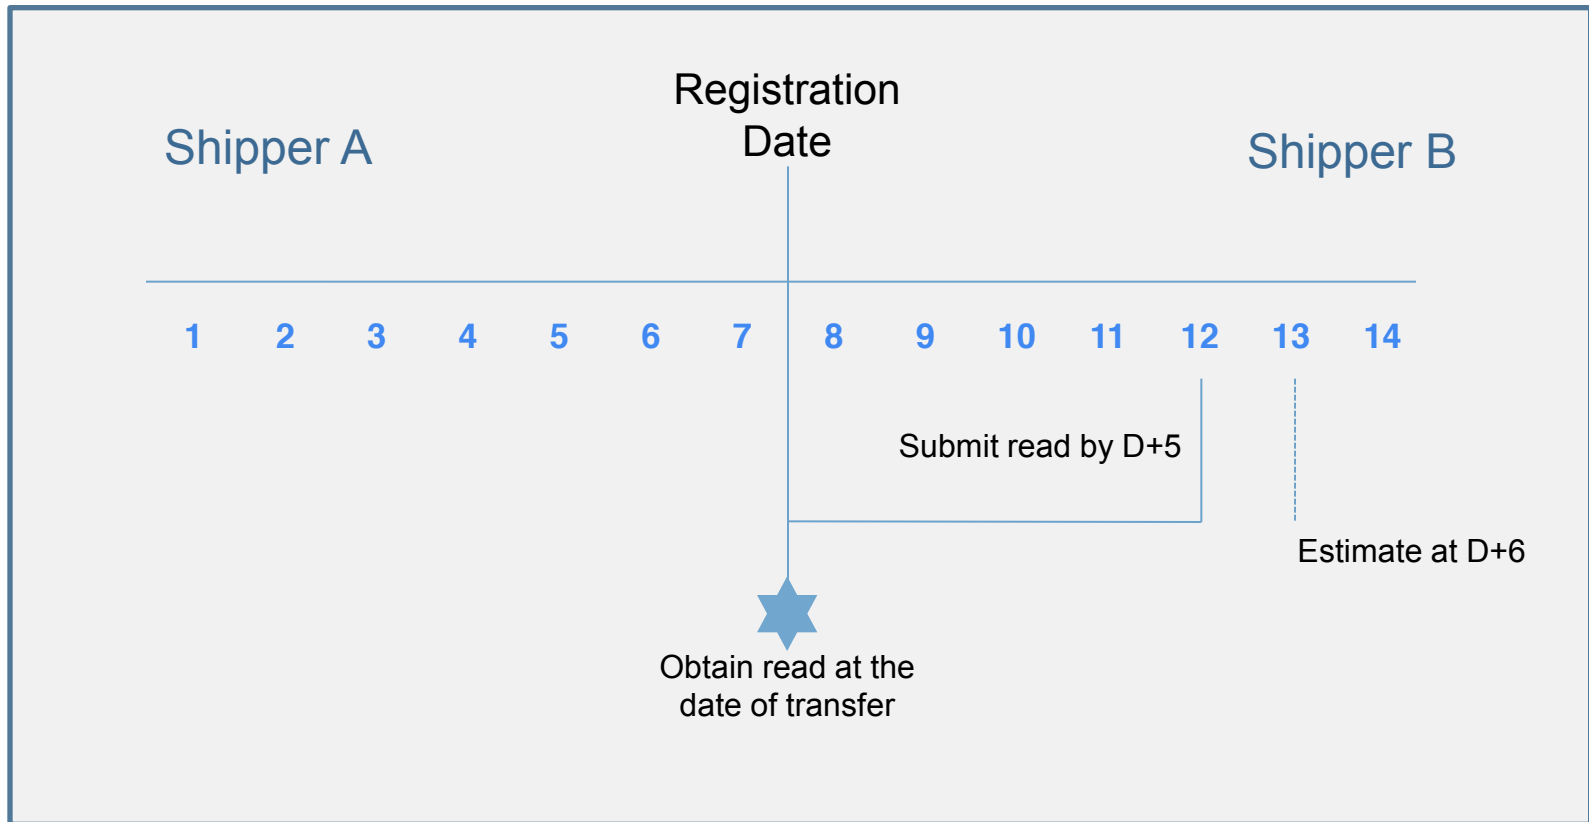 Registration
Date
Shipper A
Shipper B
1 2 3 4 5 6 7 8 9 10 11 12 13 14
Submit read by D+5
Estimate at D+6
Obtain read at the
date of transfer